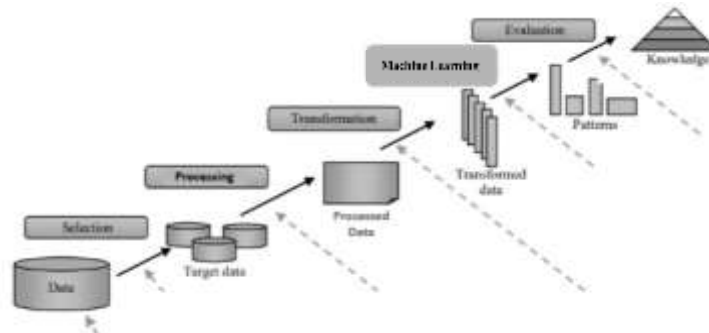 Evaluation
Knowledge
Machine Learning
Patterns
Transformation
Transformed
data
Processing
Processed
Data
Selection
Target data
Data